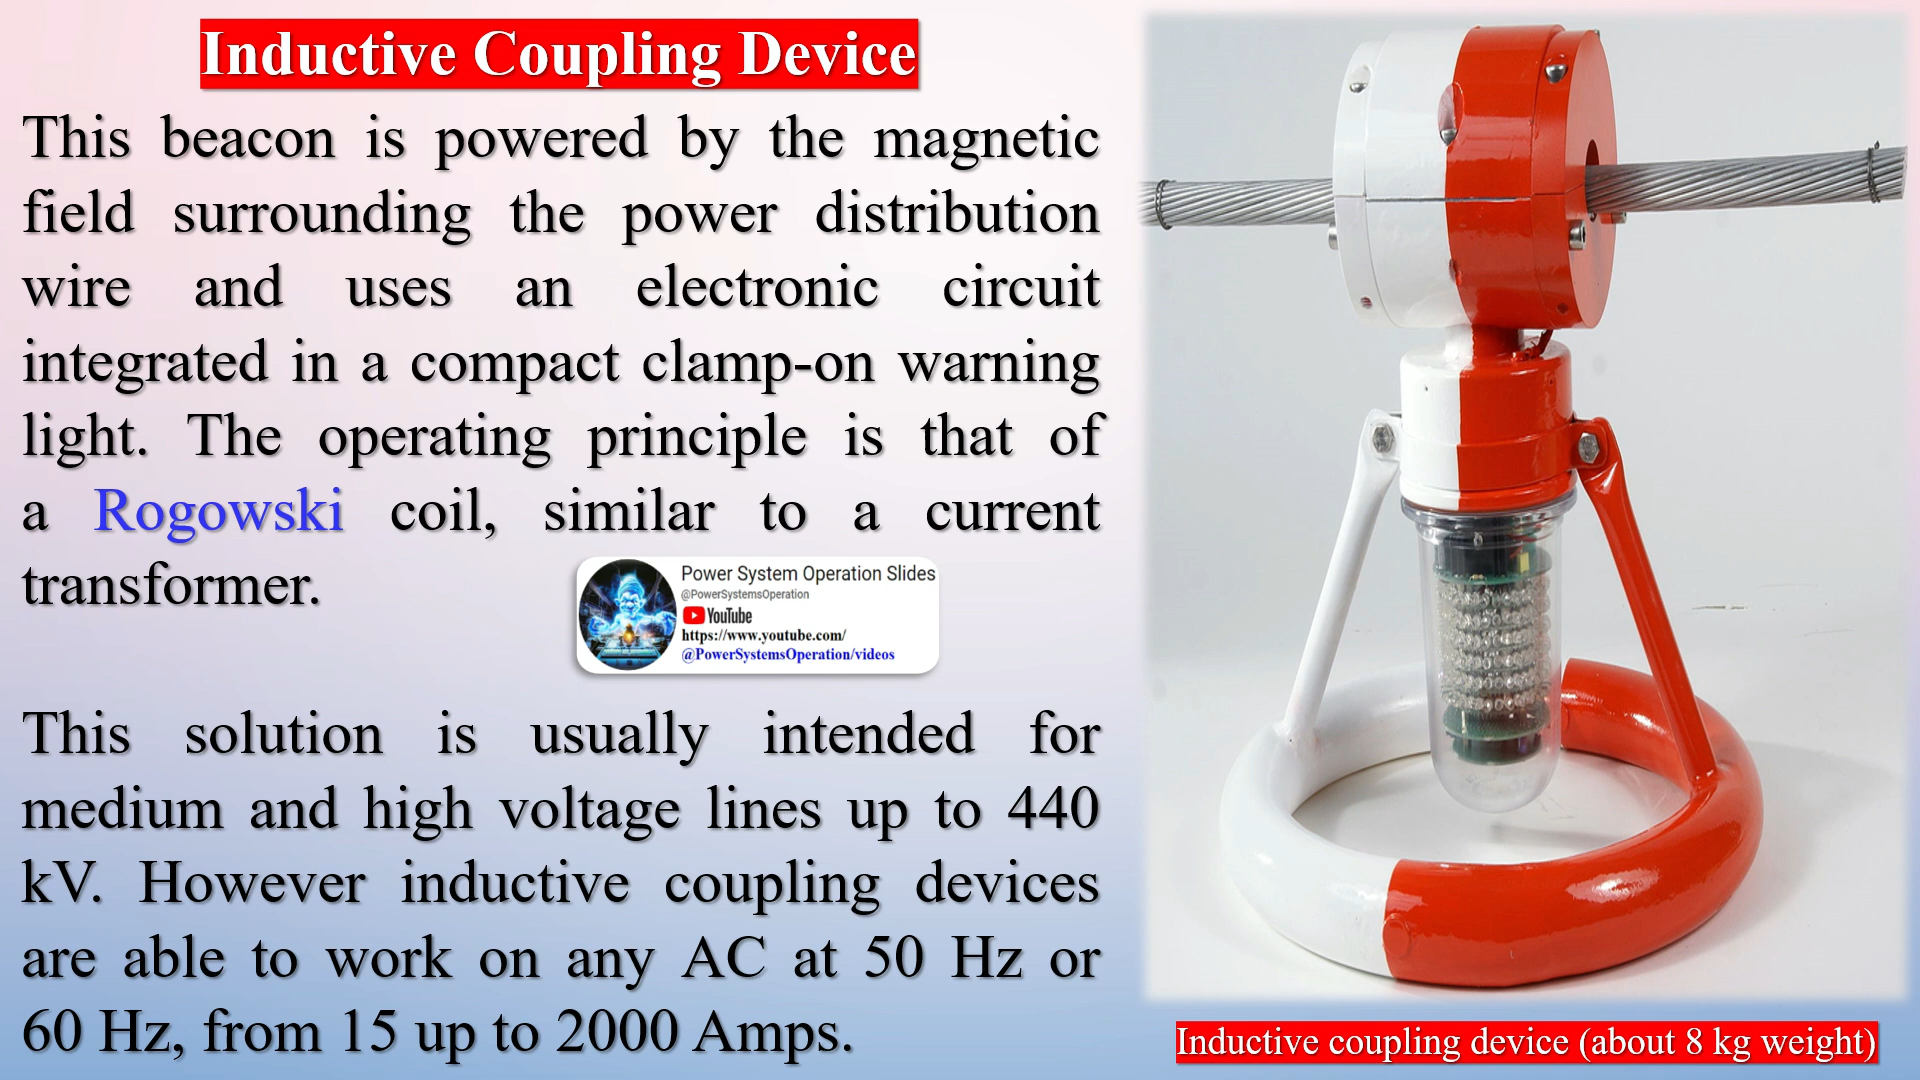 Inductive Coupling Device
This beacon is powered by the magnetic
field surrounding the power distribution
wire and uses an electronic circuit
integrated in a compact clamp-on warning
light. The operating principle is that of
a Rogowski coil, similar to a current
transformer.
Power System Operation Slides
@PowerSystemsOperation
YouTube
https://www.youtube.com/
@PowerSystemsOperation/videos
This solution is usually intended for
medium and high voltage lines up to 440
kV. However inductive coupling devices
are able to work on any AC at 50 Hz or
60 Hz, from 15 up to 2000 Amps.
Inductive coupling device (about 8 kg weight)